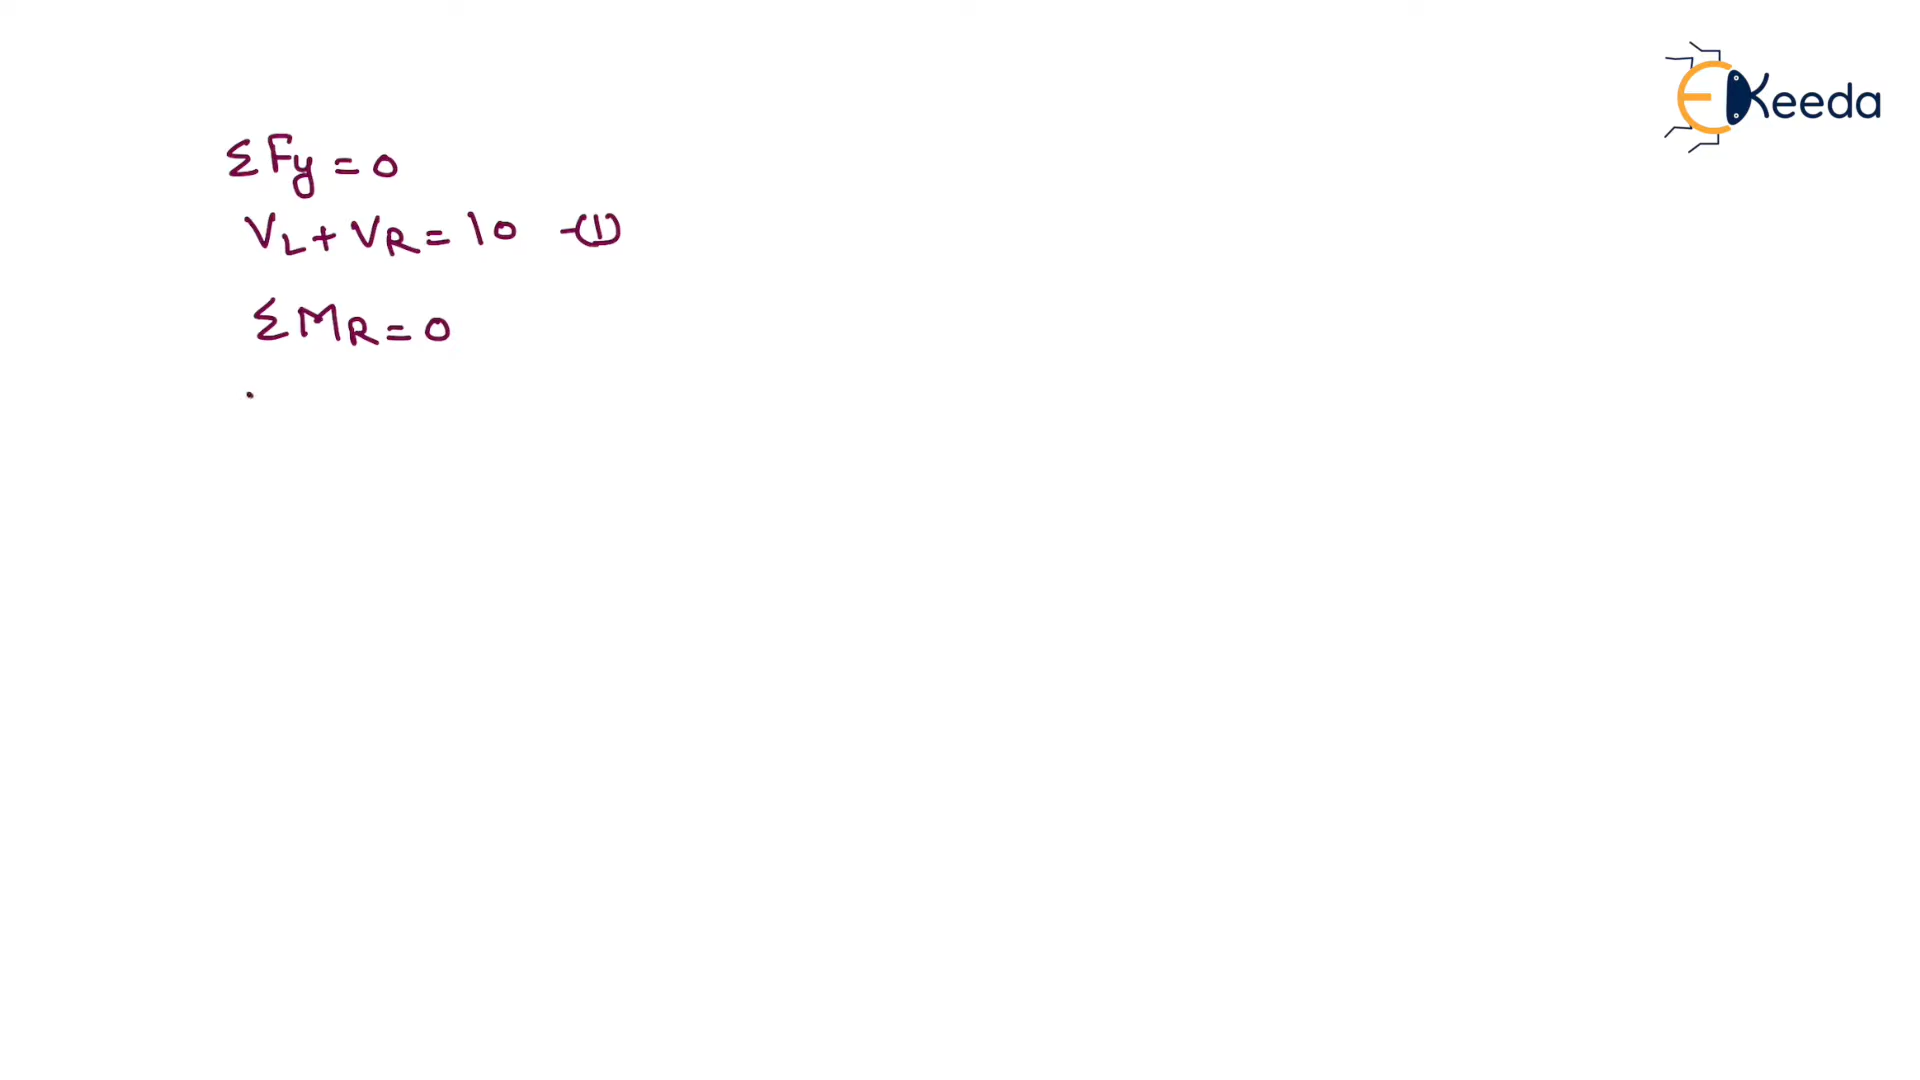 EKeeda
ΣFy = 0
VL + VR = 10 -(1)
ΣMR = 0